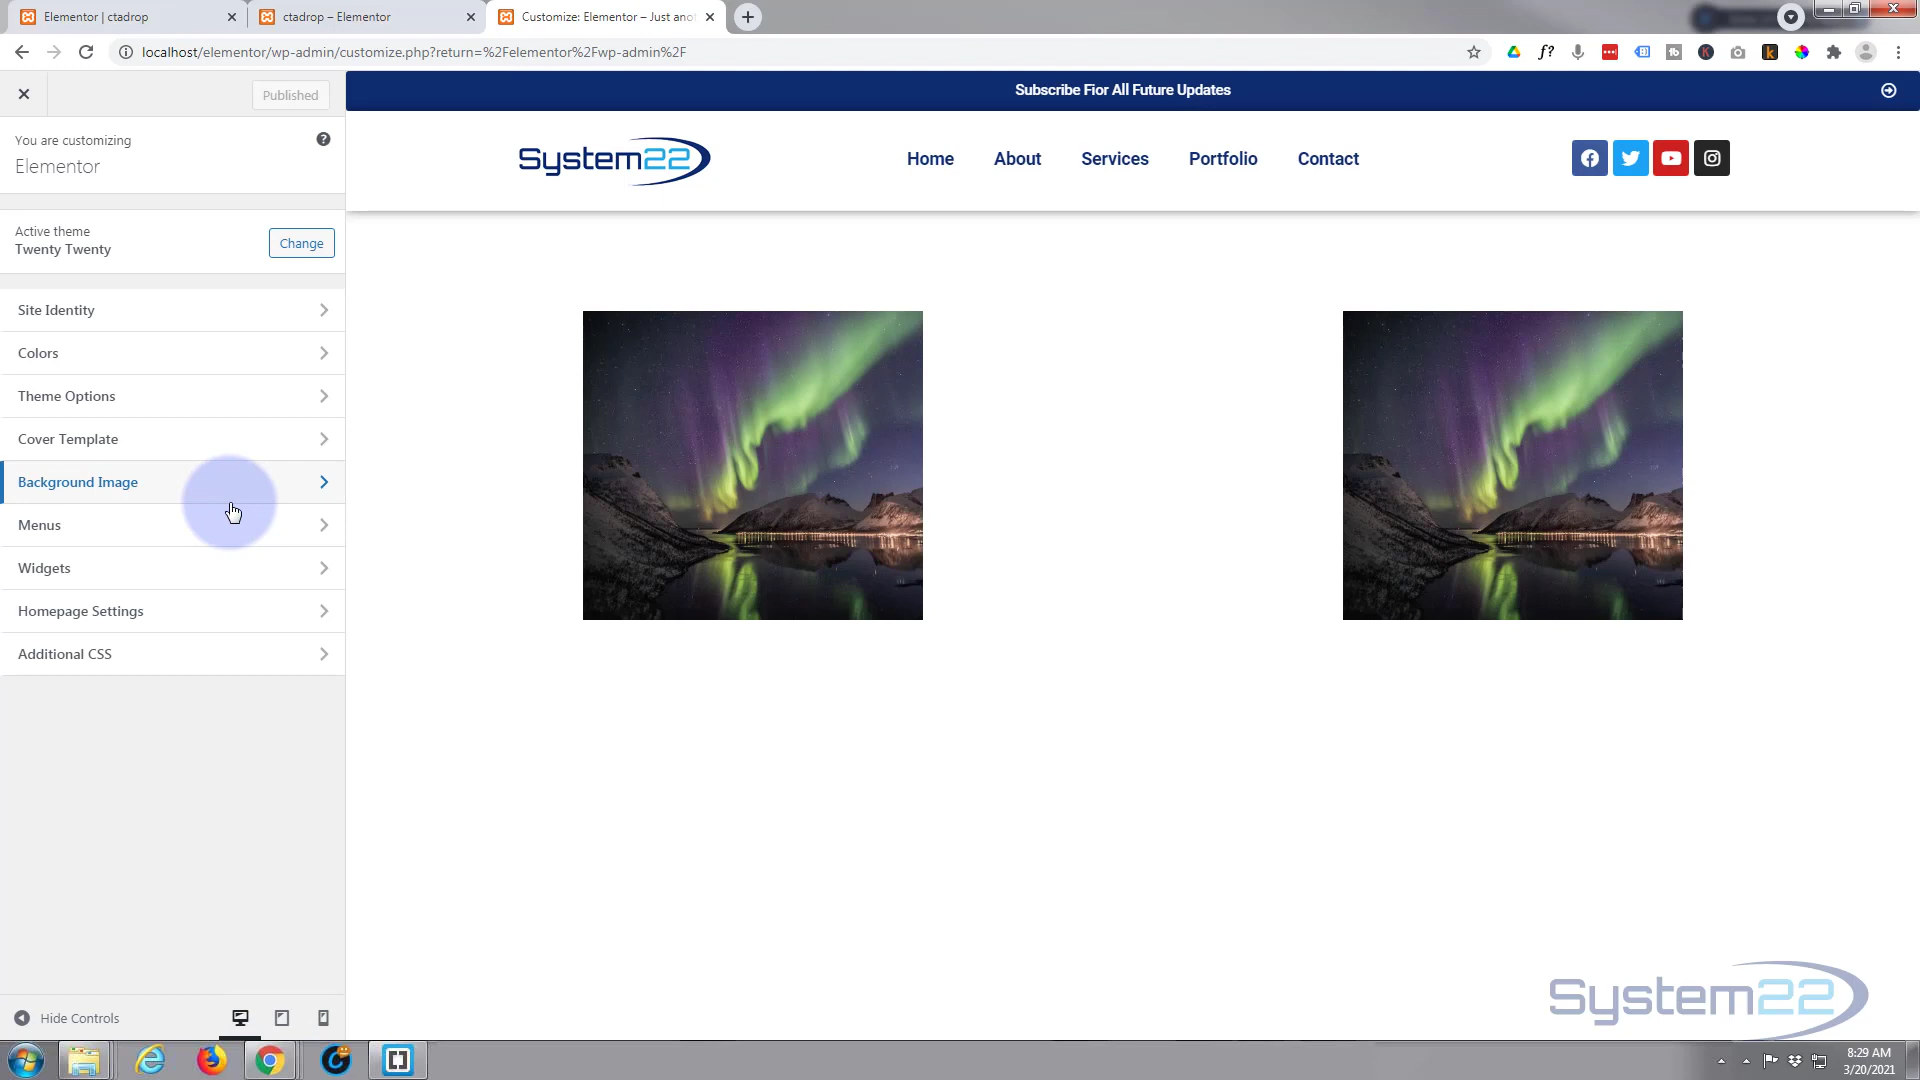 Elementor | ctadrop
ctadrop – Elementor
Customize: Elementor – Just ano
localhost/elementor/wp-admin/customize.php?return=%2Felementor%2Fwp-admin%2F
Published
You are customizing
Elementor
Active theme
Twenty Twenty
Change
Site Identity
Colors
Theme Options
Cover Template
Background Image
Menus
Widgets
Homepage Settings
Additional CSS
Hide Controls
Subscribe Fior All Future Updates
System22
Home
About
Services
Portfolio
Contact
System22
8:29 AM
3/20/2021